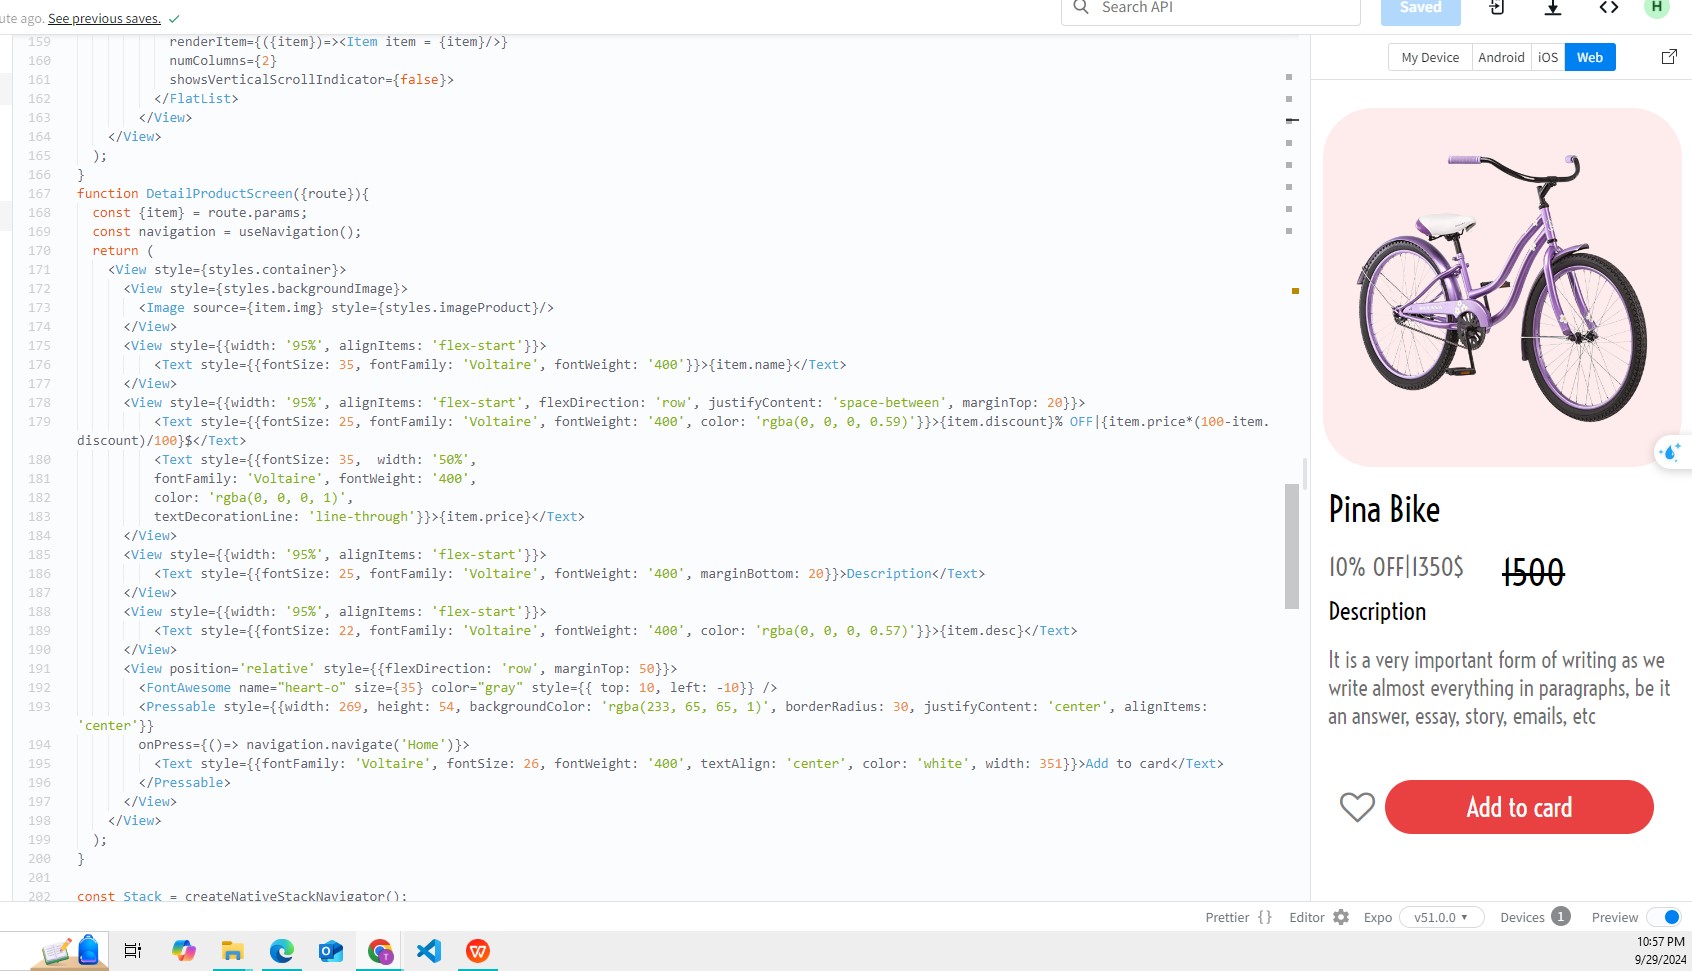 ute ago. See previous saves. ✓
Search API
Saved
<>
H
My Device Android iOS Web
159 renderItem={({item})=><Item item = {item}/>}
160 numColumns={2}
161 showsVerticalScrollIndicator={false}>
162 </FlatList>
163 </View>
164 </View>
165 );
166 }
167 function DetailProductScreen({route}){
168 const {item} = route.params;
169 const navigation = useNavigation();
170 return (
171 <View style={styles.container}>
172 <View style={styles.backgroundImage}>
173 <Image source={item.img} style={styles.imageProduct}/>
174 </View>
175 <View style={{width: '95%', alignItems: 'flex-start'}}>
176 <Text style={{fontSize: 35, fontFamily: 'Voltaire', fontWeight: '400'}}>{item.name}</Text>
177 </View>
178 <View style={{width: '95%', alignItems: 'flex-start', flexDirection: 'row', justifyContent: 'space-between', marginTop: 20}}>
179 <Text style={{fontSize: 25, fontFamily: 'Voltaire', fontWeight: '400', color: 'rgba(0, 0, 0, 0.59)'}}>{item.discount}% OFF|{item.price*(100-item.
discount)/100}$</Text>
180 <Text style={{fontSize: 35,  width: '50%',
181 fontFamily: 'Voltaire', fontWeight: '400',
182 color: 'rgba(0, 0, 0, 1)',
183 textDecorationLine: 'line-through'}}>{item.price}</Text>
184 </View>
185 <View style={{width: '95%', alignItems: 'flex-start'}}>
186 <Text style={{fontSize: 25, fontFamily: 'Voltaire', fontWeight: '400', marginBottom: 20}}>Description</Text>
187 </View>
188 <View style={{width: '95%', alignItems: 'flex-start'}}>
189 <Text style={{fontSize: 22, fontFamily: 'Voltaire', fontWeight: '400', color: 'rgba(0, 0, 0, 0.57)'}}>{item.desc}</Text>
190 </View>
191 <View position='relative' style={{flexDirection: 'row', marginTop: 50}}>
192 <FontAwesome name="heart-o" size={35} color="gray" style={{ top: 10, left: -10}} />
193 <Pressable style={{width: 269, height: 54, backgroundColor: 'rgba(233, 65, 65, 1)', borderRadius: 30, justifyContent: 'center', alignItems:
'center'}}
194 onPress={()=> navigation.navigate('Home')}>
195 <Text style={{fontFamily: 'Voltaire', fontSize: 26, fontWeight: '400', textAlign: 'center', color: 'white', width: 351}}>Add to card</Text>
196 </Pressable>
197 </View>
198 </View>
199 );
200 }
201
202 const Stack = createNativeStackNavigator();
Pina Bike
10% OFF|1350$ 1500
Description
It is a very important form of writing as we
write almost everything in paragraphs, be it
an answer, essay, story, emails, etc
Add to card
Prettier {} Editor Expo v51.0.0 ▾ Devices 1 Preview
10:57 PM
9/29/2024